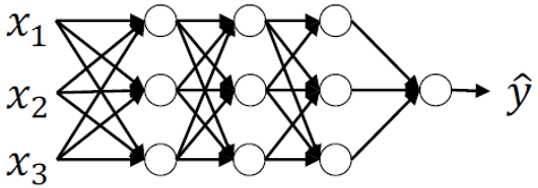 x₁
x₂ ŷ
x₃